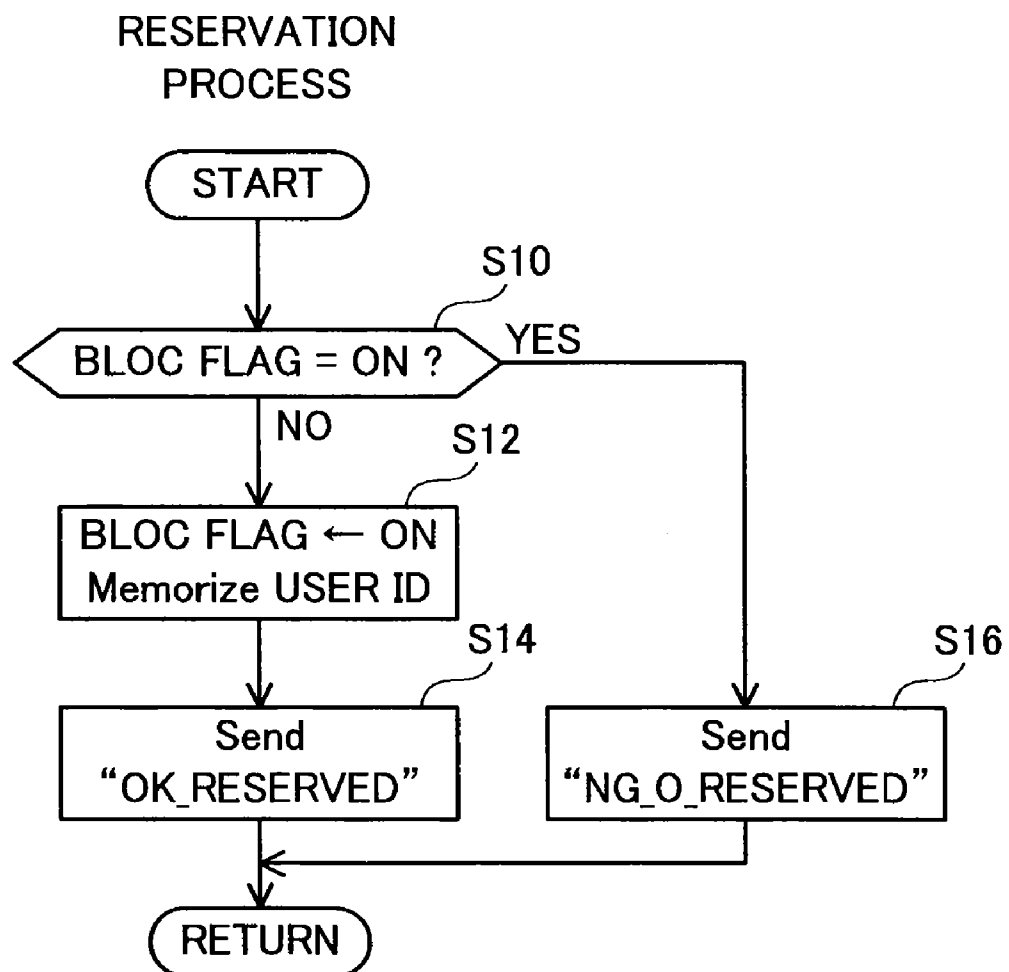 RESERVATION
PROCESS
START
S10
BLOC FLAG = ON ?
YES
NO
S12
BLOC FLAG ← ON
Memorize USER ID
S14
Send
“OK_RESERVED”
S16
Send
“NG_O_RESERVED”
RETURN